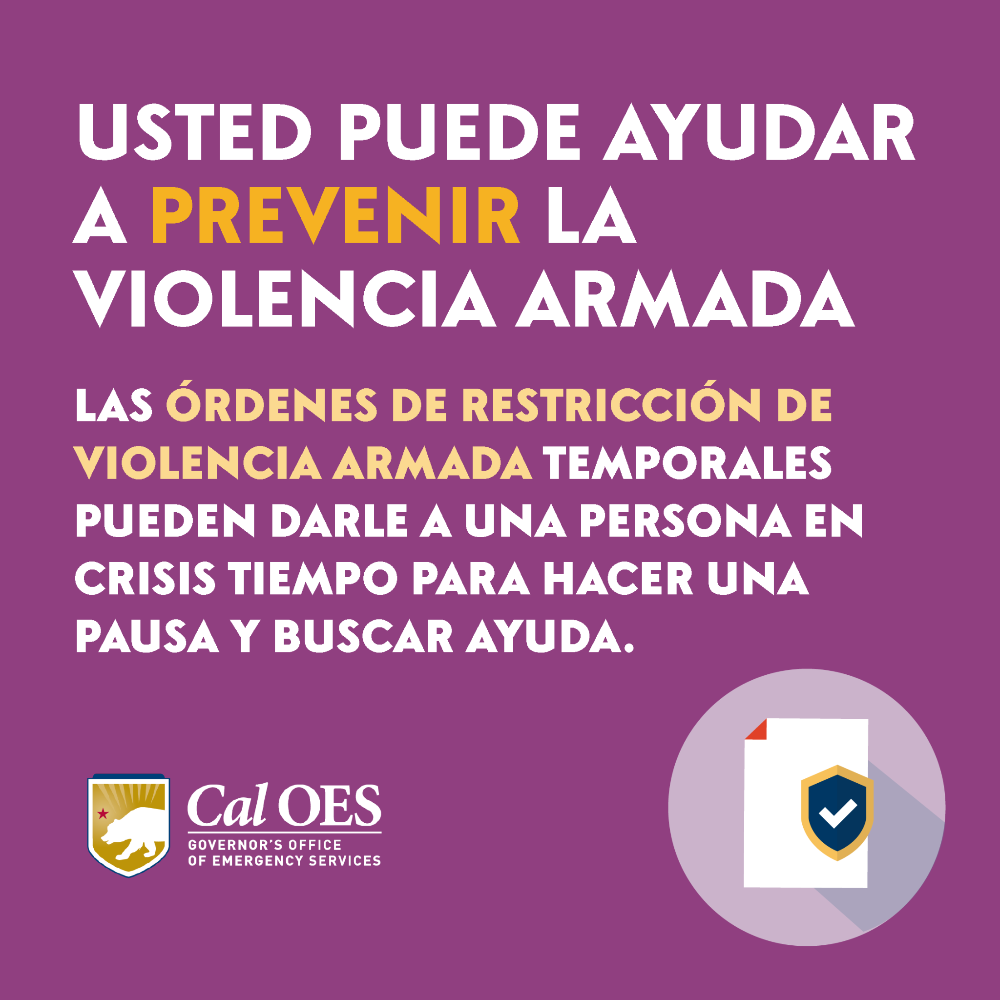 USTED PUEDE AYUDAR
A PREVENIR LA
VIOLENCIA ARMADA
LAS ÓRDENES DE RESTRICCIÓN DE
VIOLENCIA ARMADA TEMPORALES
PUEDEN DARLE A UNA PERSONA EN
CRISIS TIEMPO PARA HACER UNA
PAUSA Y BUSCAR AYUDA.
Cal OES
GOVERNOR'S OFFICE
OF EMERGENCY SERVICES